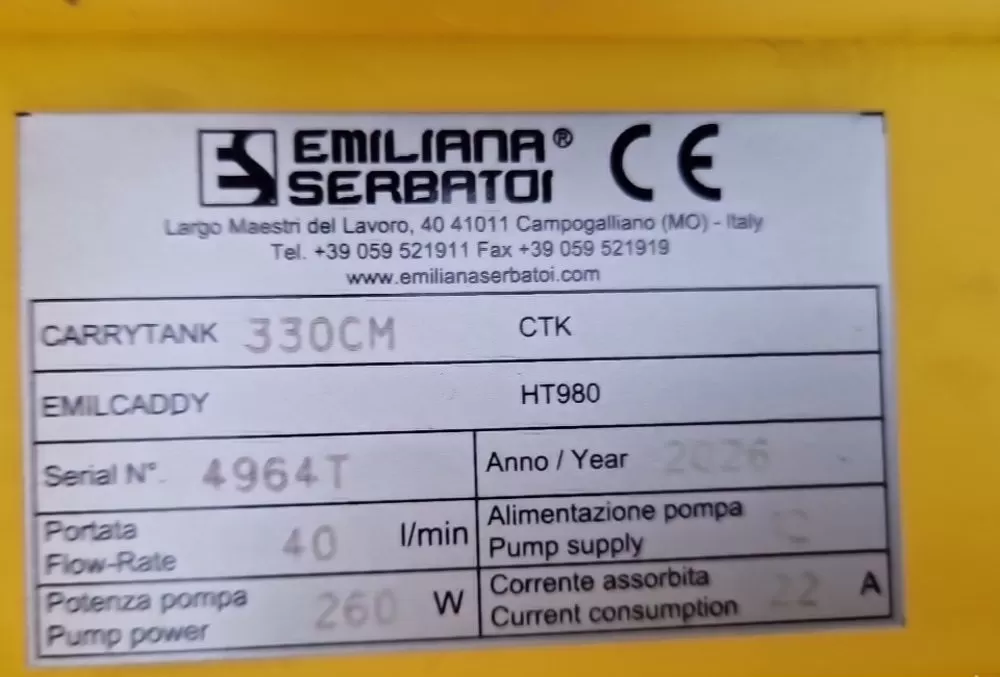 EMILIANA®
SERBATOI
CE
Largo Maestri del Lavoro, 40 41011 Campogalliano (MO) - Italy
Tel. +39 059 521911 Fax +39 059 521919
www.emilianaserbatoi.com
CARRYTANK 330CM CTK
EMILCADDY HT980
Serial N°. 4964T Anno / Year 2026
Portata
Flow-Rate 40 l/min
Alimentazione pompa
Pump supply
Potenza pompa
Pump power 260 W
Corrente assorbita
Current consumption 22 A